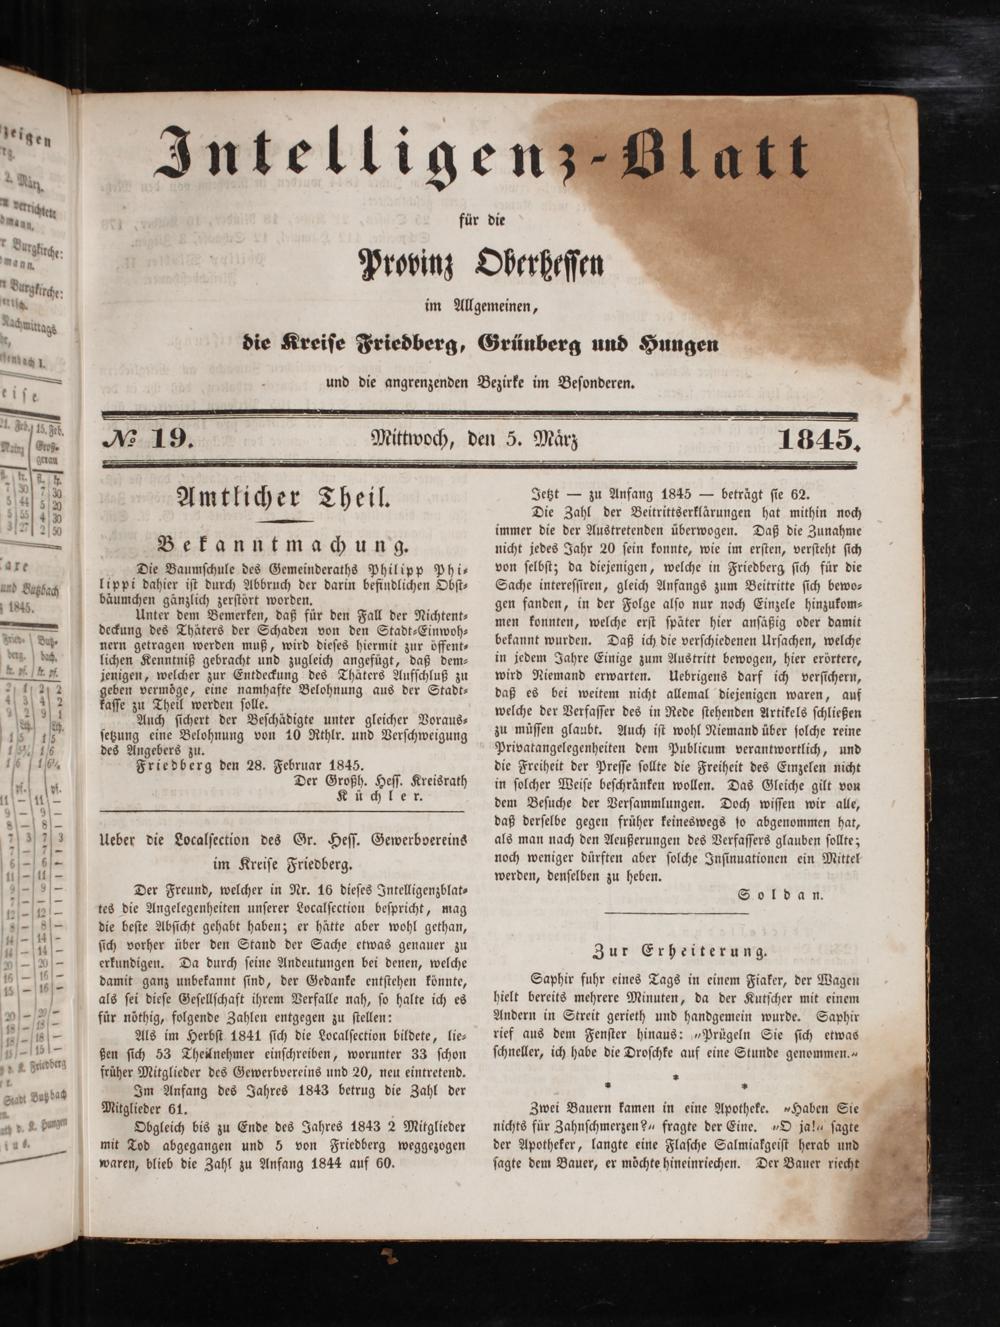 Intelligenz-Blatt
für die
Provinz Oberhessen
im Allgemeinen,
die Kreise Friedberg, Grünberg und Hungen
und die angrenzenden Bezirke im Besonderen.
№ 19.
Mittwoch, den 5. März
1845.
Amtlicher Theil.
Bekanntmachung.
Die Baumschule des Gemeinderaths Philipp Phi-
lippi dahier ist durch Abbruch der darin befindlichen Obst-
bäumchen gänzlich zerstört worden.
Unter dem Bemerken, daß für den Fall der Nichtent-
deckung des Thäters der Schaden von den Stadt-Einwoh-
nern getragen werden muß, wird dieses hiermit zur öffent-
lichen Kenntniß gebracht und zugleich angefügt, daß dem-
jenigen, welcher zur Entdeckung des Thäters Aufschluß zu
geben vermöge, eine namhafte Belohnung aus der Stadt-
kasse zu Theil werden solle.
Auch sichert der Beschädigte unter gleicher Voraus-
setzung eine Belohnung von 10 Rthlr. und Verschweigung
des Angebers zu.
Friedberg den 28. Februar 1845.
Der Großh. Hess. Kreisrath
Küchler.
Ueber die Localsection des Gr. Hess. Gewerbvereins
im Kreise Friedberg.
Der Freund, welcher in Nr. 16 dieses Intelligenzblat-
tes die Angelegenheiten unserer Localsection bespricht, mag
die beste Absicht gehabt haben; er hätte aber wohl gethan,
sich vorher über den Stand der Sache etwas genauer zu
erkundigen. Da durch seine Andeutungen bei denen, welche
damit ganz unbekannt sind, der Gedanke entstehen könnte,
als sei diese Gesellschaft ihrem Verfalle nah, so halte ich es
für nöthig, folgende Zahlen entgegen zu stellen:
Als im Herbst 1841 sich die Localsection bildete, lie-
ßen sich 53 Theilnehmer einschreiben, worunter 33 schon
früher Mitglieder des Gewerbvereins und 20, neu eintretend.
Im Anfang des Jahres 1843 betrug die Zahl der
Mitglieder 61.
Obgleich bis zu Ende des Jahres 1843 2 Mitglieder
mit Tod abgegangen und 5 von Friedberg weggezogen
waren, blieb die Zahl zu Anfang 1844 auf 60.
Jetzt — zu Anfang 1845 — beträgt sie 62.
Die Zahl der Beitrittserklärungen hat mithin noch
immer die der Austretenden überwogen. Daß die Zunahme
nicht jedes Jahr 20 sein konnte, wie im ersten, versteht sich
von selbst; da diejenigen, welche in Friedberg sich für die
Sache interessiren, gleich Anfangs zum Beitritte sich bewo-
gen fanden, in der Folge also nur noch Einzele hinzukom-
men konnten, welche erst später hier ansäßig oder damit
bekannt wurden. Daß ich die verschiedenen Ursachen, welche
in jedem Jahre Einige zum Austritt bewogen, hier erörtere,
wird Niemand erwarten. Uebrigens darf ich versichern,
daß es bei weitem nicht allemal diejenigen waren, auf
welche der Verfasser des in Rede stehenden Artikels schließen
zu müssen glaubt. Auch ist wohl Niemand über solche reine
Privatangelegenheiten dem Publicum verantwortlich, und
die Freiheit der Presse sollte die Freiheit des Einzelen nicht
in solcher Weise beschränken wollen. Das Gleiche gilt von
dem Besuche der Versammlungen. Doch wissen wir alle,
daß derselbe gegen früher keineswegs so abgenommen hat,
als man nach den Aeußerungen des Verfassers glauben sollte;
noch weniger dürften aber solche Insinuationen ein Mittel
werden, denselben zu heben.
Soldan.
Zur Erheiterung.
Saphir fuhr eines Tags in einem Fiaker, der Wagen
hielt bereits mehrere Minuten, da der Kutscher mit einem
Andern in Streit gerieth und handgemein wurde. Saphir
rief aus dem Fenster hinaus: „Prügeln Sie sich etwas
schneller, ich habe die Droschke auf eine Stunde genommen.“
* * *
Zwei Bauern kamen in eine Apotheke. „Haben Sie
nichts für Zahnschmerzen?“ fragte der Eine. „O ja!“ sagte
der Apotheker, langte eine Flasche Salmiakgeist herab und
sagte dem Bauer, er möchte hineinriechen. Der Bauer riecht